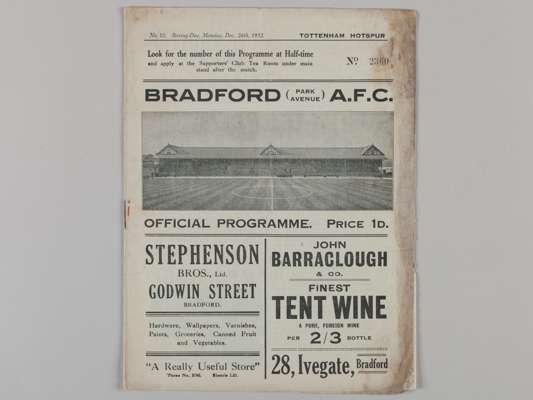 No. 10. Boxing-Day, Monday, Dec. 26th, 1932. TOTTENHAM HOTSPUR
Look for the number of this Programme at Half-time
and apply at the Supporters' Club Tea Room under main
stand after the match.
No 2360
BRADFORD (PARK AVENUE) A.F.C.
OFFICIAL PROGRAMME. PRICE 1D.
STEPHENSON
BROS., Ltd.
GODWIN STREET
BRADFORD.
Hardware, Wallpapers, Varnishes,
Paints, Groceries, Canned Fruit
and Vegetables.
"A Really Useful Store"
JOHN
BARRACLOUGH
& CO.
FINEST
TENT WINE
A PURE, FOREIGN WINE
PER 2/3 BOTTLE
28, Ivegate, Bradford